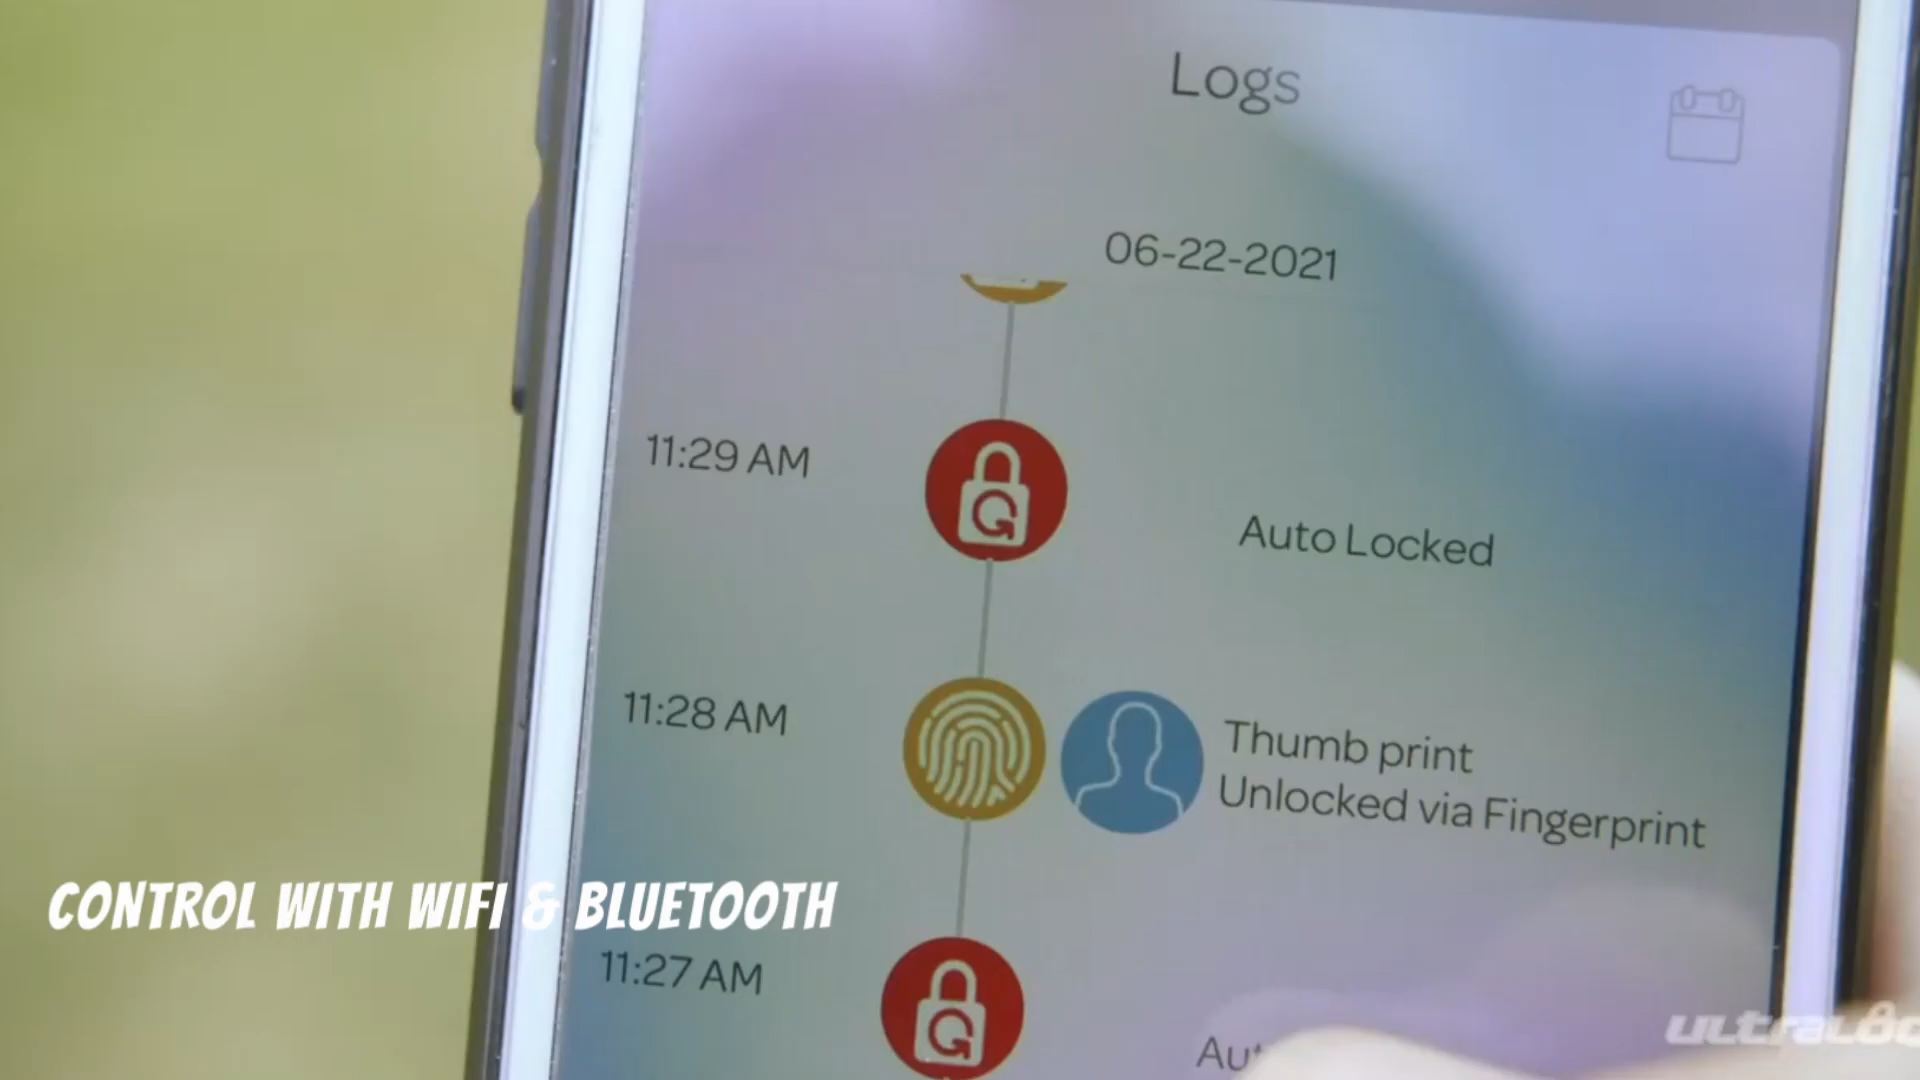 Logs
06-22-2021
11:29 AM
Auto Locked
11:28 AM
Thumb print
Unlocked via Fingerprint
CONTROL WITH WIFI & BLUETOOTH
11:27 AM